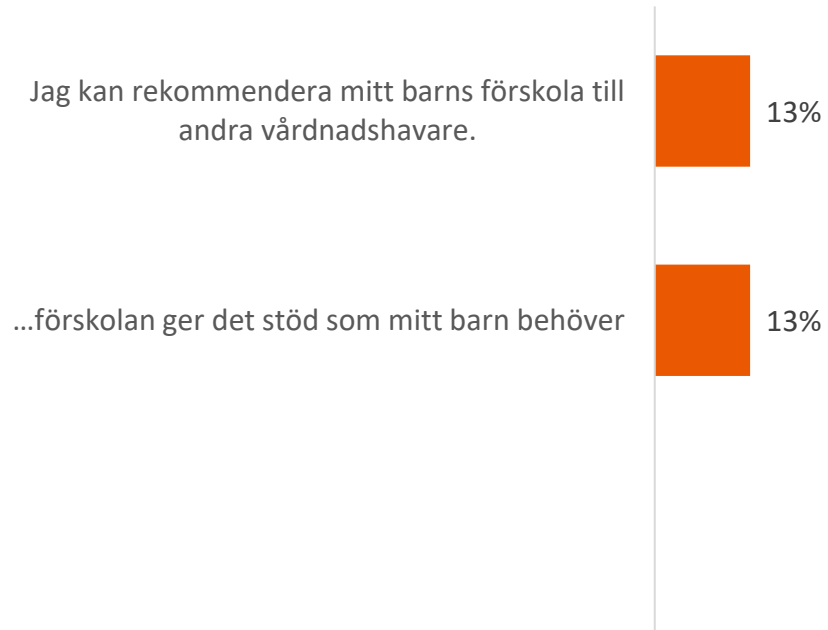 Jag kan rekommendera mitt barns förskola till
andra vårdnadshavare.
13%
...förskolan ger det stöd som mitt barn behöver
13%